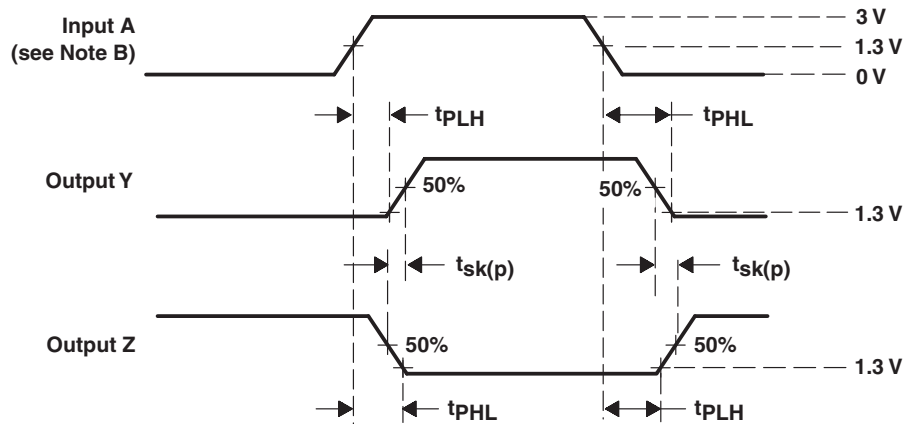 Input A
(see Note B)
3 V
1.3 V
0 V
tPLH
tPHL
Output Y
50%
50%
1.3 V
tsk(p)
tsk(p)
Output Z
50%
50%
1.3 V
tPHL
tPLH